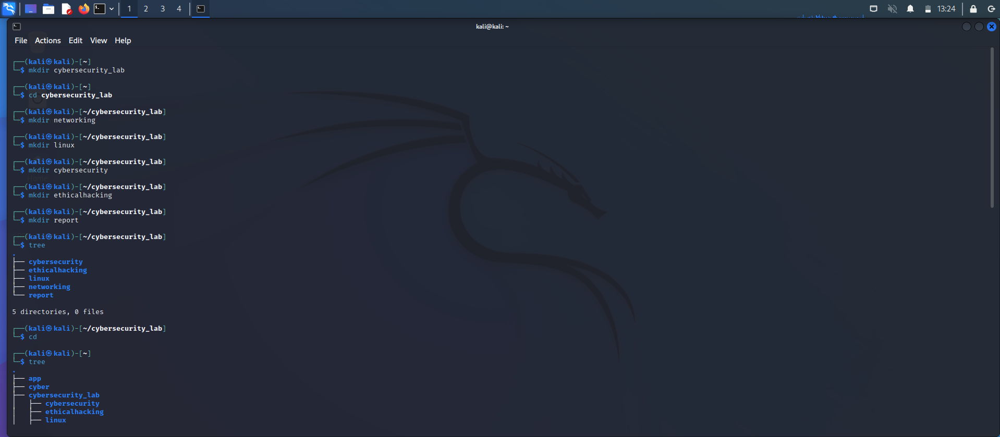 1 2 3 4 13:24
kali@kali: ~
File Actions Edit View Help
┌──(kali㉿kali)-[~]
└─$ mkdir cybersecurity_lab
┌──(kali㉿kali)-[~]
└─$ cd cybersecurity_lab
┌──(kali㉿kali)-[~/cybersecurity_lab]
└─$ mkdir networking
┌──(kali㉿kali)-[~/cybersecurity_lab]
└─$ mkdir linux
┌──(kali㉿kali)-[~/cybersecurity_lab]
└─$ mkdir cybersecurity
Home
┌──(kali㉿kali)-[~/cybersecurity_lab]
└─$ mkdir ethicalhacking
┌──(kali㉿kali)-[~/cybersecurity_lab]
└─$ mkdir report
┌──(kali㉿kali)-[~/cybersecurity_lab]
└─$ tree
.
├── cybersecurity
├── ethicalhacking
├── linux
├── networking
└── report
5 directories, 0 files
┌──(kali㉿kali)-[~/cybersecurity_lab]
└─$ cd
┌──(kali㉿kali)-[~]
└─$ tree
.
├── app
├── cyber
├── cybersecurity_lab
│   ├── cybersecurity
│   ├── ethicalhacking
│   ├── linux